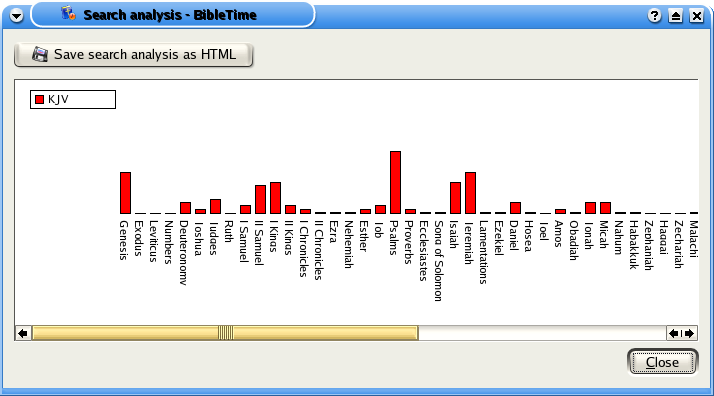 Search analysis - BibleTime
Save search analysis as HTML
KJV
Genesis
Exodus
Leviticus
Numbers
Deuteronomy
Joshua
Judges
Ruth
I Samuel
II Samuel
I Kings
II Kings
I Chronicles
II Chronicles
Ezra
Nehemiah
Esther
Job
Psalms
Proverbs
Ecclesiastes
Song of Solomon
Isaiah
Jeremiah
Lamentations
Ezekiel
Daniel
Hosea
Joel
Amos
Obadiah
Jonah
Micah
Nahum
Habakkuk
Zephaniah
Haggai
Zechariah
Malachi
Close